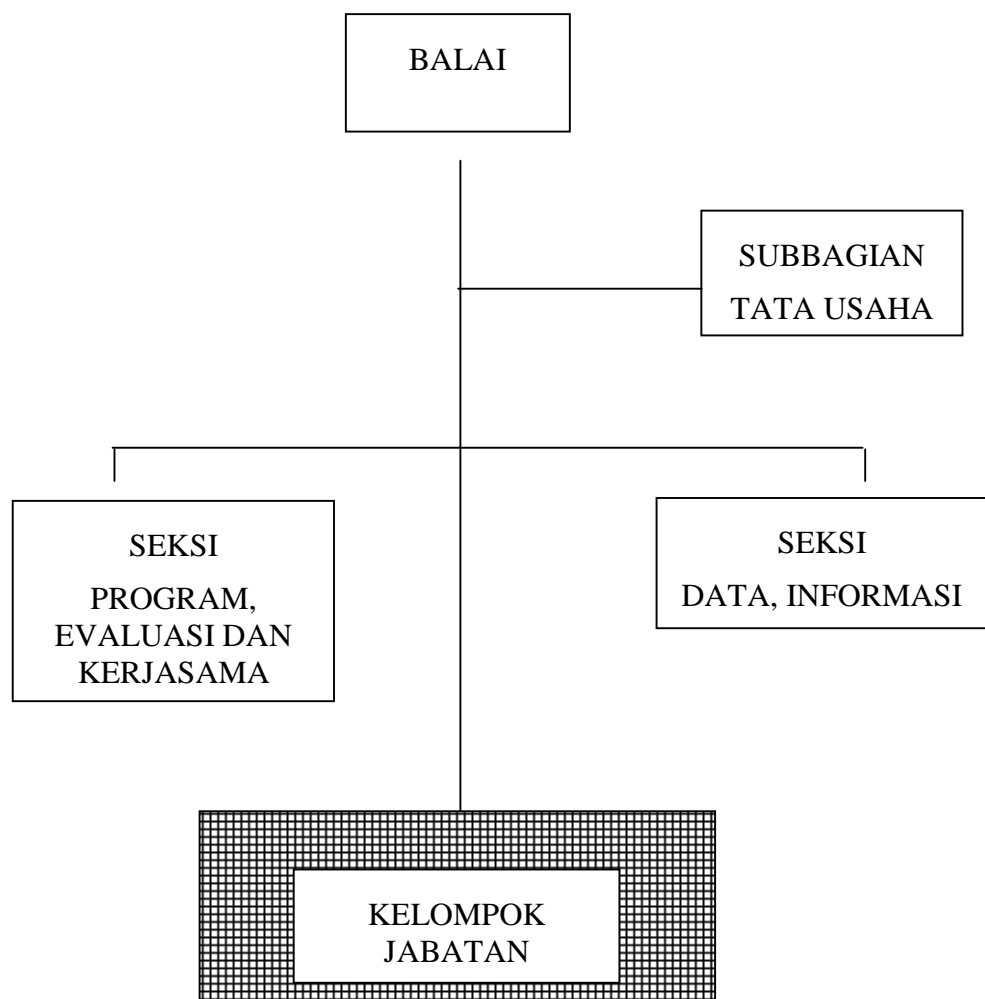 BALAI
SUBBAGIAN
TATA USAHA
SEKSI
PROGRAM,
EVALUASI DAN
KERJASAMA
SEKSI
DATA, INFORMASI
KELOMPOK
JABATAN